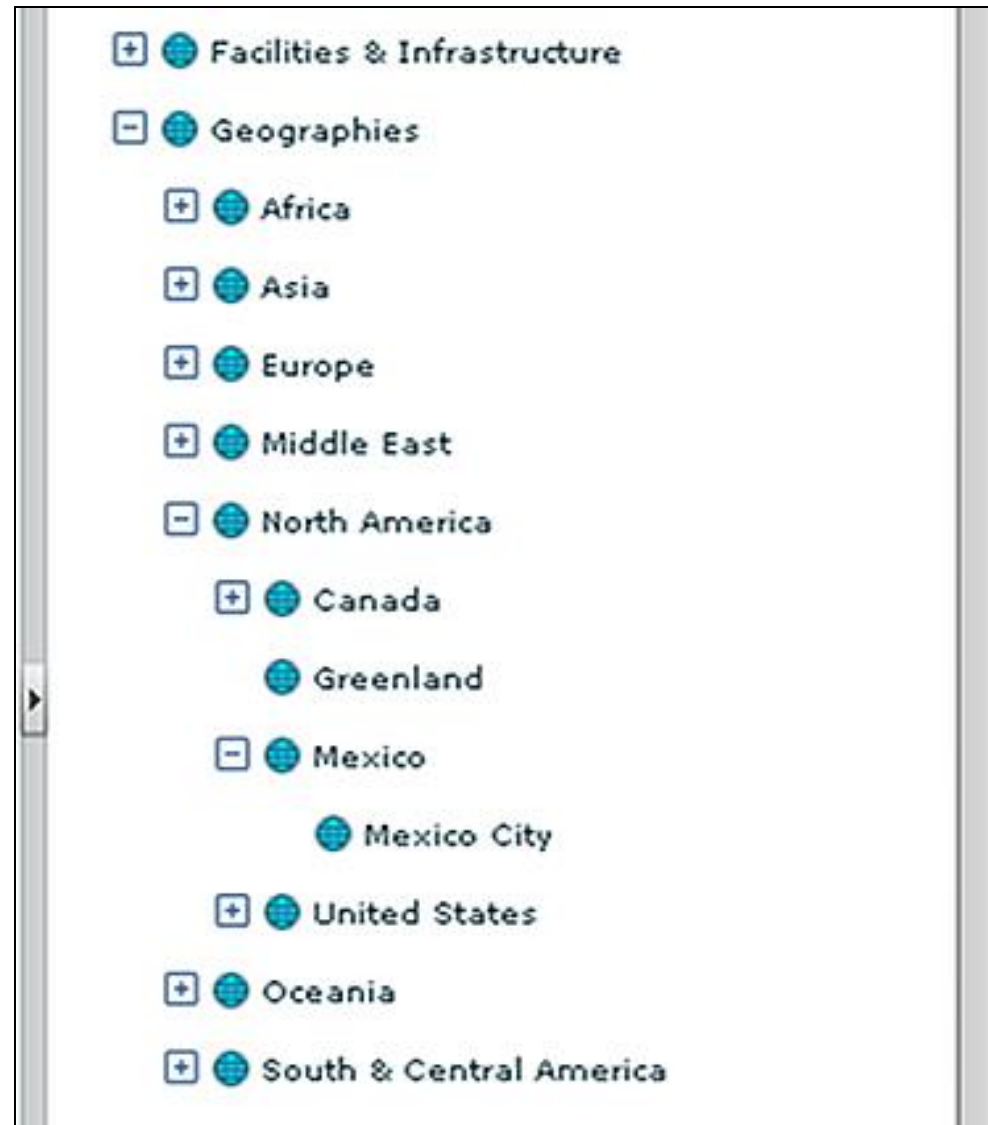 Facilities & Infrastructure
Geographies
Africa
Asia
Europe
Middle East
North America
Canada
Greenland
Mexico
Mexico City
United States
Oceania
South & Central America